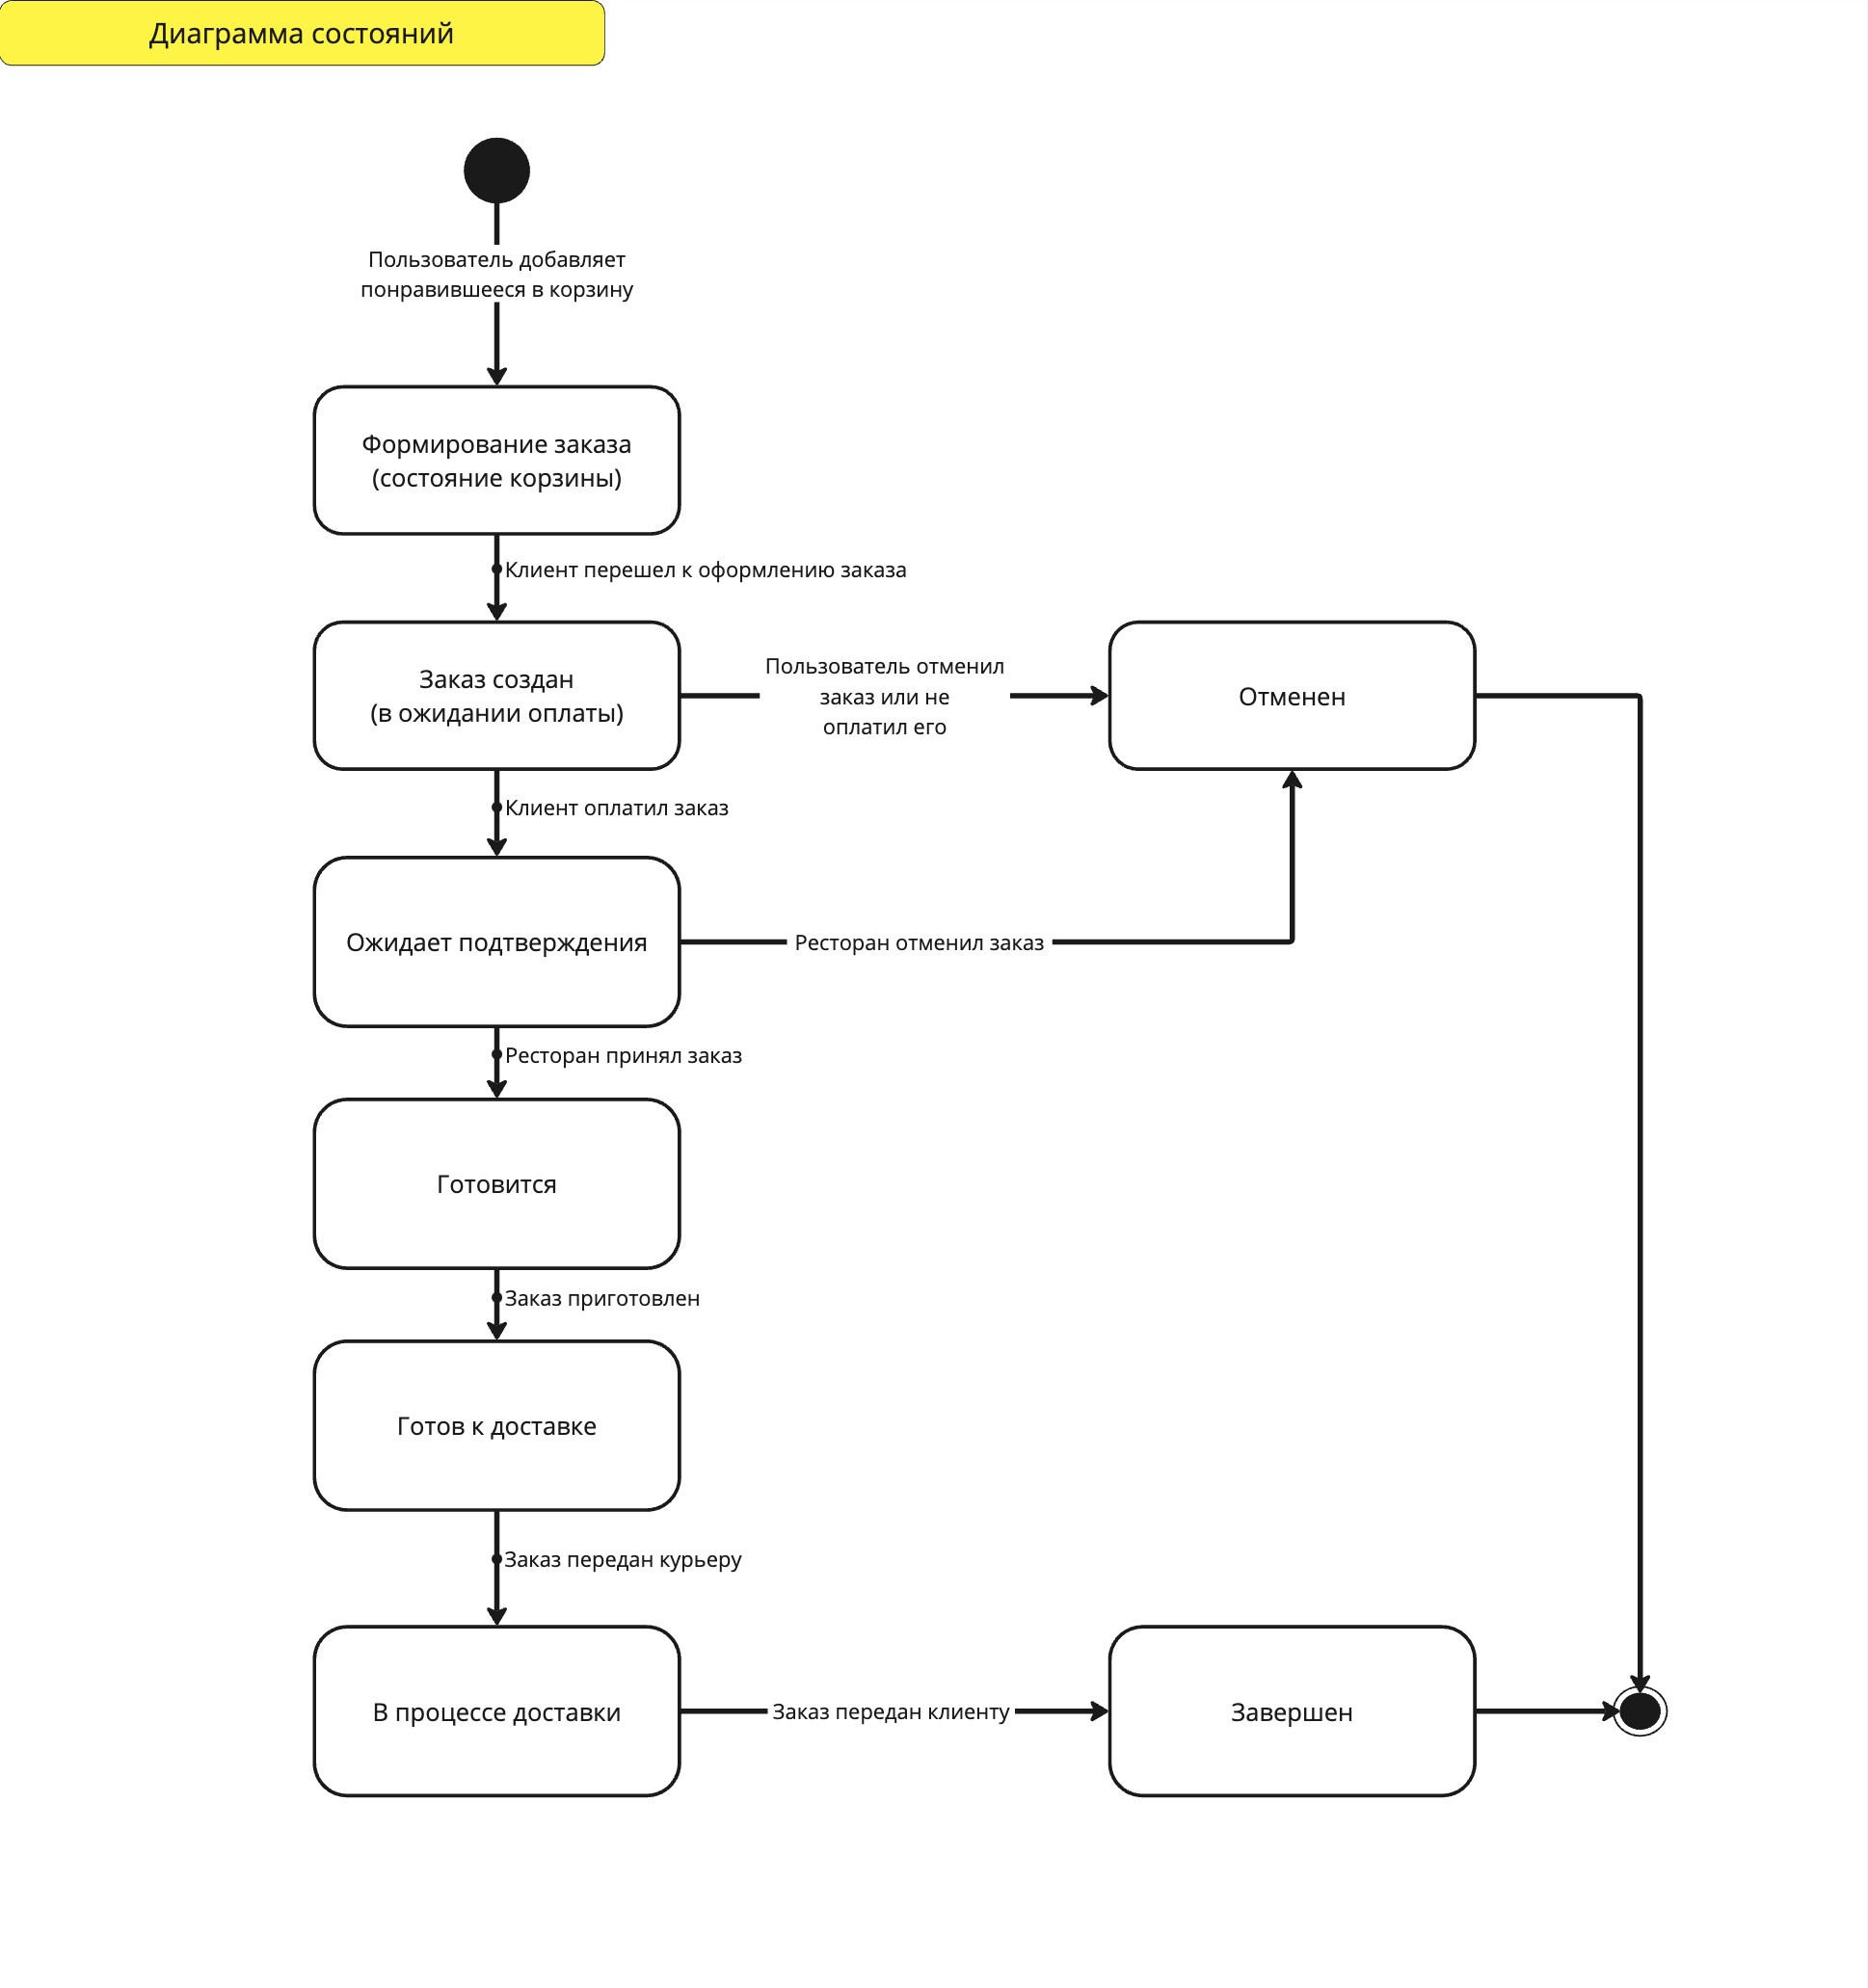 Диаграмма состояний
Пользователь добавляет
понравившееся в корзину
Формирование заказа
(состояние корзины)
Клиент перешел к оформлению заказа
Заказ создан
(в ожидании оплаты)
Пользователь отменил
заказ или не
оплатил его
Отменен
Клиент оплатил заказ
Ожидает подтверждения
Ресторан отменил заказ
Ресторан принял заказ
Готовится
Заказ приготовлен
Готов к доставке
Заказ передан курьеру
В процессе доставки
Заказ передан клиенту
Завершен